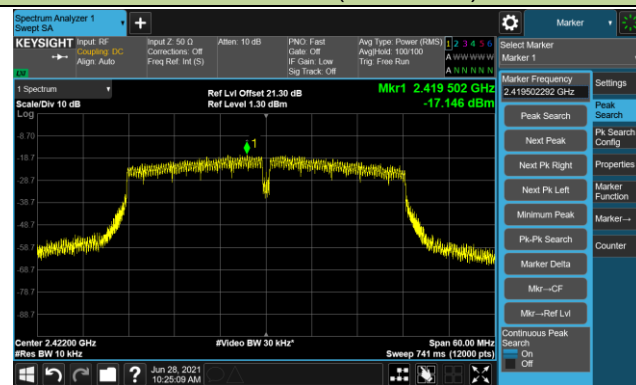 Spectrum Analyzer 1
Swept SA
Marker
KEYSIGHT
Input: RF
Coupling: DC
Align: Auto
Input Z: 50 Ω
Corrections: Off
Freq Ref: Int (S)
Atten: 10 dB
PNO: Fast
Gate: Off
IF Gain: Low
Sig Track: Off
Avg Type: Power (RMS)
Avg|Hold: 100/100
Trig: Free Run
1 2 3 4 5 6
A W W W W W
A N N N N N
LXI
Select Marker
Marker 1
1 Spectrum
Scale/Div 10 dB
Log
Ref Lvl Offset 21.30 dB
Ref Level 1.30 dBm
Mkr1 2.419 502 GHz
-17.146 dBm
1
-8.70
-18.7
-28.7
-38.7
-48.7
-58.7
-68.7
-78.7
-88.7
Center 2.42200 GHz
#Res BW 10 kHz
#Video BW 30 kHz*
Span 60.00 MHz
Sweep 741 ms (12000 pts)
Marker Frequency
2.419502292 GHz
Peak Search
Next Peak
Next Pk Right
Next Pk Left
Minimum Peak
Pk-Pk Search
Marker Delta
Mkr→CF
Mkr→Ref Lvl
Continuous Peak
Search
On
Off
Settings
Peak
Search
Pk Search
Config
Properties
Marker
Function
Marker→
Counter
Jun 28, 2021
10:25:09 AM